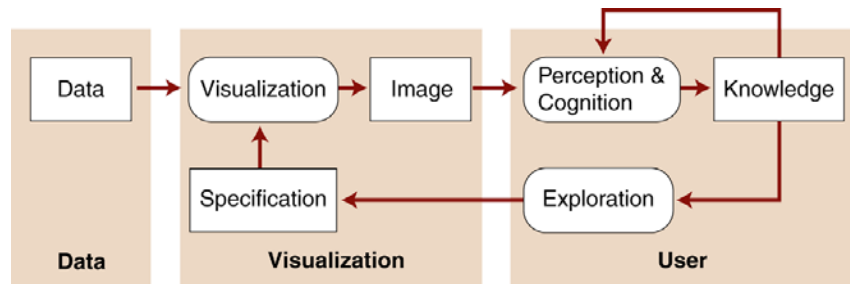 Data
Visualization
Image
Perception &
Cognition
Knowledge
Specification
Exploration
Data
Visualization
User